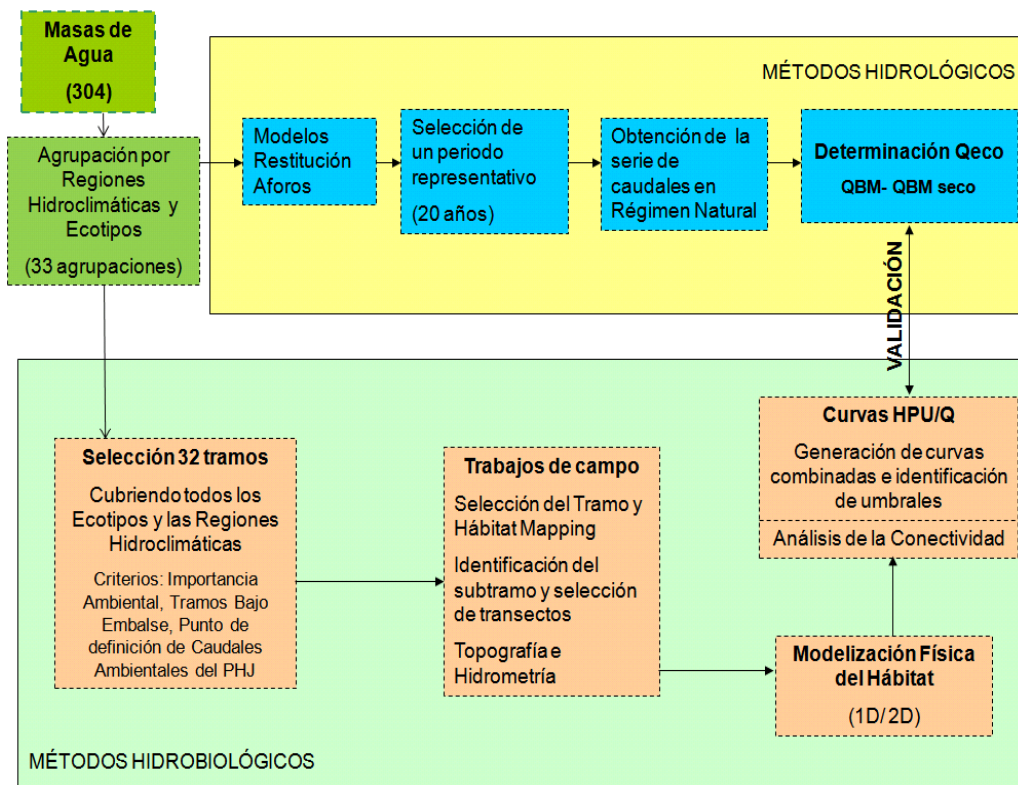 Masas de
Agua
(304)
Agrupación por
Regiones
Hidroclimáticas y
Ecotipos
(33 agrupaciones)
MÉTODOS HIDROLÓGICOS
Modelos
Restitución
Aforos
Selección de
un periodo
representativo
(20 años)
Obtención de la
serie de
caudales en
Régimen Natural
Determinación Qeco
QBM- QBM seco
VALIDACIÓN
Selección 32 tramos
Cubriendo todos los
Ecotipos y las Regiones
Hidroclimáticas
Criterios: Importancia
Ambiental, Tramos Bajo
Embalse, Punto de
definición de Caudales
Ambientales del PHJ
Trabajos de campo
Selección del Tramo y
Hábitat Mapping
Identificación del
subtramo y selección
de transectos
Topografía e
Hidrometría
Curvas HPU/Q
Generación de curvas
combinadas e identificación
de umbrales
Análisis de la Conectividad
Modelización Física
del Hábitat
(1D/ 2D)
MÉTODOS HIDROBIOLÓGICOS